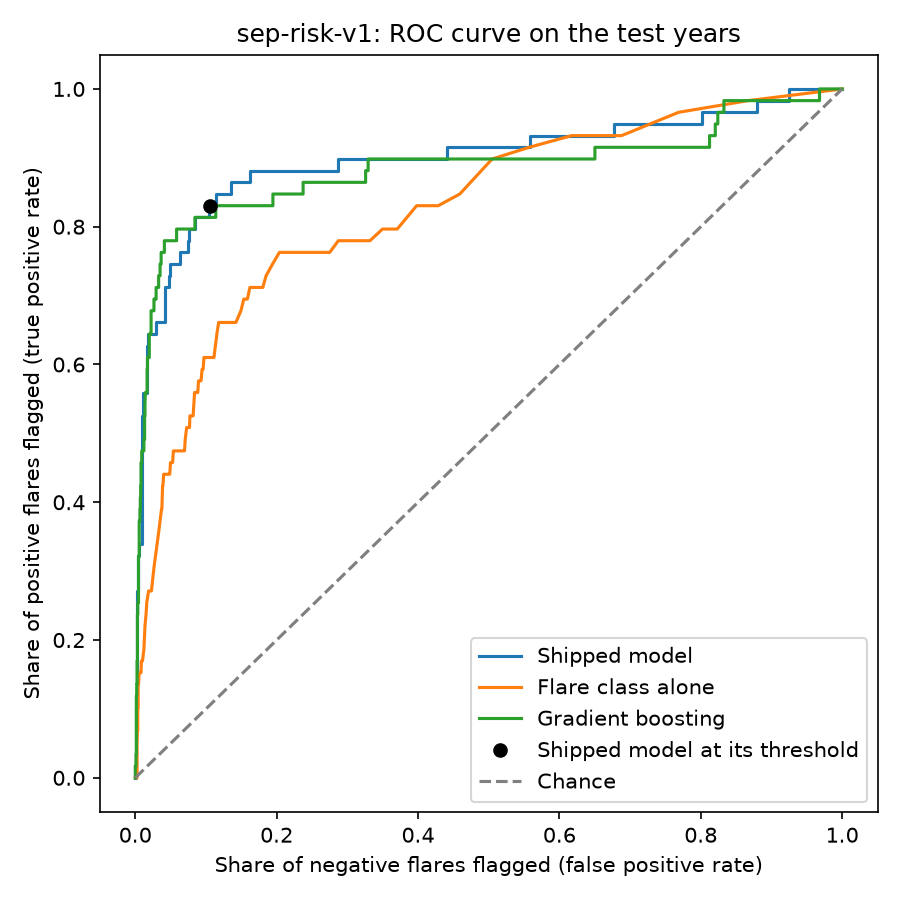 sep-risk-v1: ROC curve on the test years
Share of positive flares flagged (true positive rate)
1.0
0.8
0.6
0.4
0.2
0.0
0.0 0.2 0.4 0.6 0.8 1.0
Share of negative flares flagged (false positive rate)
Shipped model
Flare class alone
Gradient boosting
Shipped model at its threshold
Chance